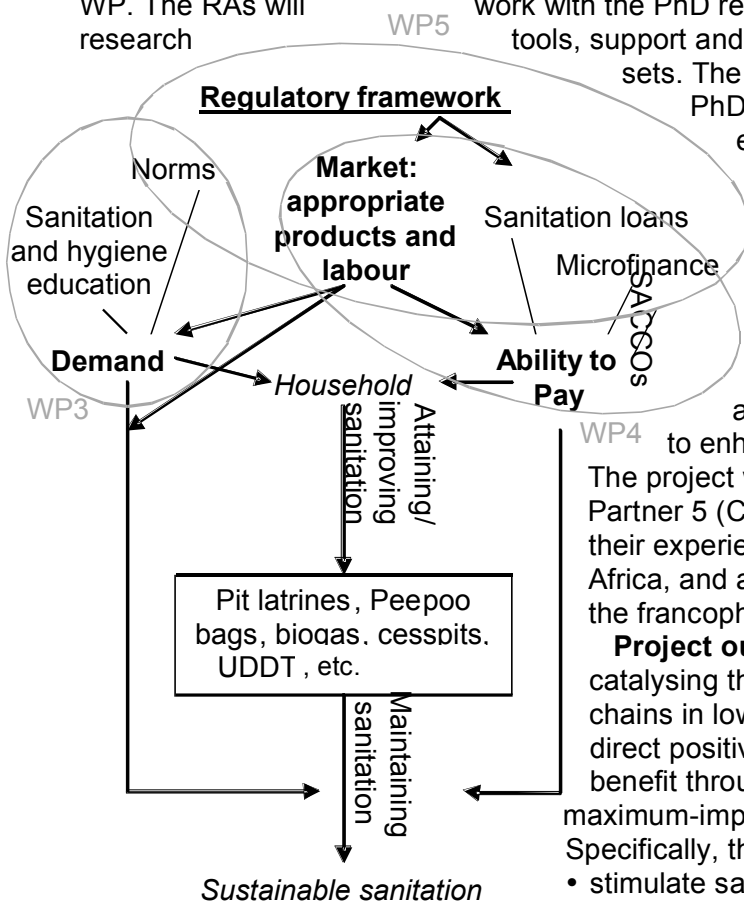 WP. The RAs will
research
WP5
work with the PhD re
tools, support and
sets. The
PhD
e
Regulatory framework
Norms
Sanitation
and hygiene
education
Market:
appropriate
products and
labour
Sanitation loans
Microfinance
SACCOs
Demand
Household
Ability to
Pay
WP3
WP4
Attaining/
improving
sanitation
a
to enh
The project
Partner 5 (C
their experie
Africa, and a
the francoph
Project ou
catalysing th
chains in low
direct positiv
benefit throu
maximum-imp
Specifically, th
• stimulate sa
Pit latrines, Peepoo
bags, biogas, cesspits,
UDDT , etc.
Maintaining
sanitation
Sustainable sanitation